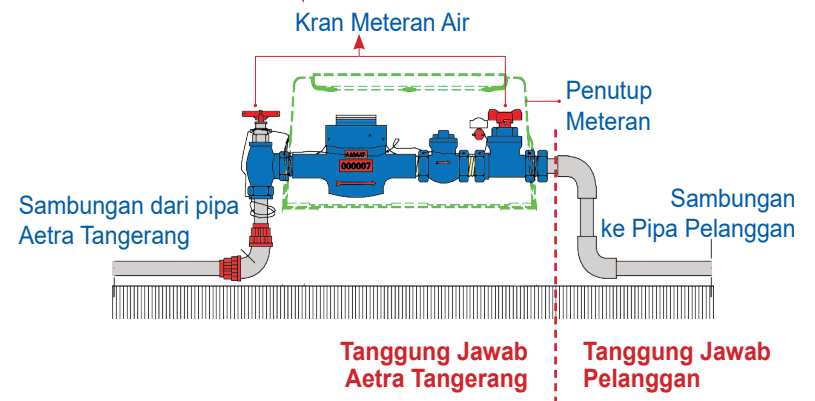 Kran Meteran Air
Penutup
Meteran
000007
Sambungan dari pipa
Aetra Tangerang
Sambungan
ke Pipa Pelanggan
Tanggung Jawab
Aetra Tangerang
Tanggung Jawab
Pelanggan